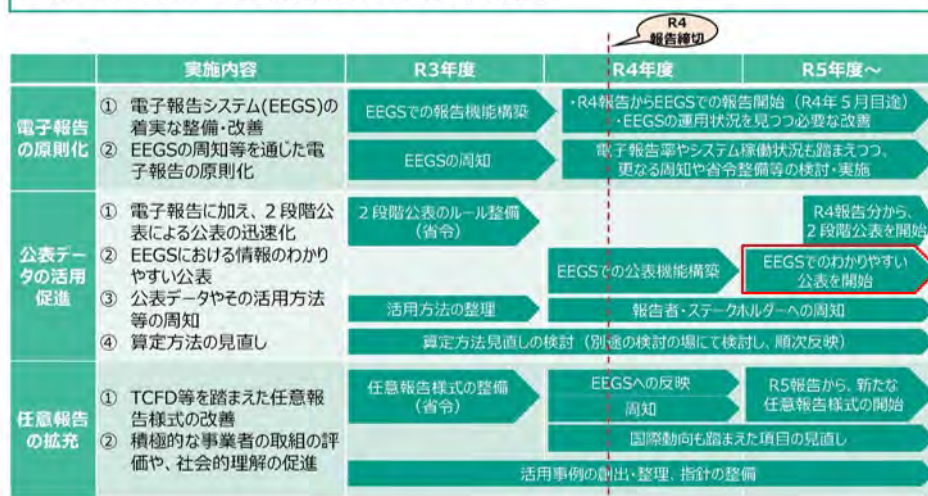 R4
報告締切
実施内容
R3年度
R4年度
R5年度～
電子報告
の原則化
① 電子報告システム(EEGS)の
着実な整備・改善
② EEGSの周知等を通じた電
子報告の原則化
EEGSでの報告機能構築
・R4報告からEEGSでの報告開始（R4年５月目途）
・EEGSの運用状況を見つつ必要な改善
EEGSの周知
電子報告率やシステム稼働状況も踏まえつつ、
更なる周知や省令整備等の検討・実施
公表デー
タの活用
促進
① 電子報告に加え、２段階公
表による公表の迅速化
② EEGSにおける情報のわかり
やすい公表
③ 公表データやその活用方法
等の周知
④ 算定方法の見直し
２段階公表のルール整備
（省令）
R4報告分から、
２段階公表を開始
EEGSでの公表機能構築
EEGSでのわかりやすい
公表を開始
活用方法の整理
報告者・ステークホルダーへの周知
算定方法見直しの検討（別途の検討の場にて検討し、順次反映）
任意報告
の拡充
① TCFD等を踏まえた任意報
告様式の改善
② 積極的な事業者の取組の評
価や、社会的理解の促進
任意報告様式の整備
（省令）
EEGSへの反映
周知
R5報告から、新たな
任意報告様式の開始
国際動向も踏まえた項目の見直し
活用事例の創出・整理、指針の整備